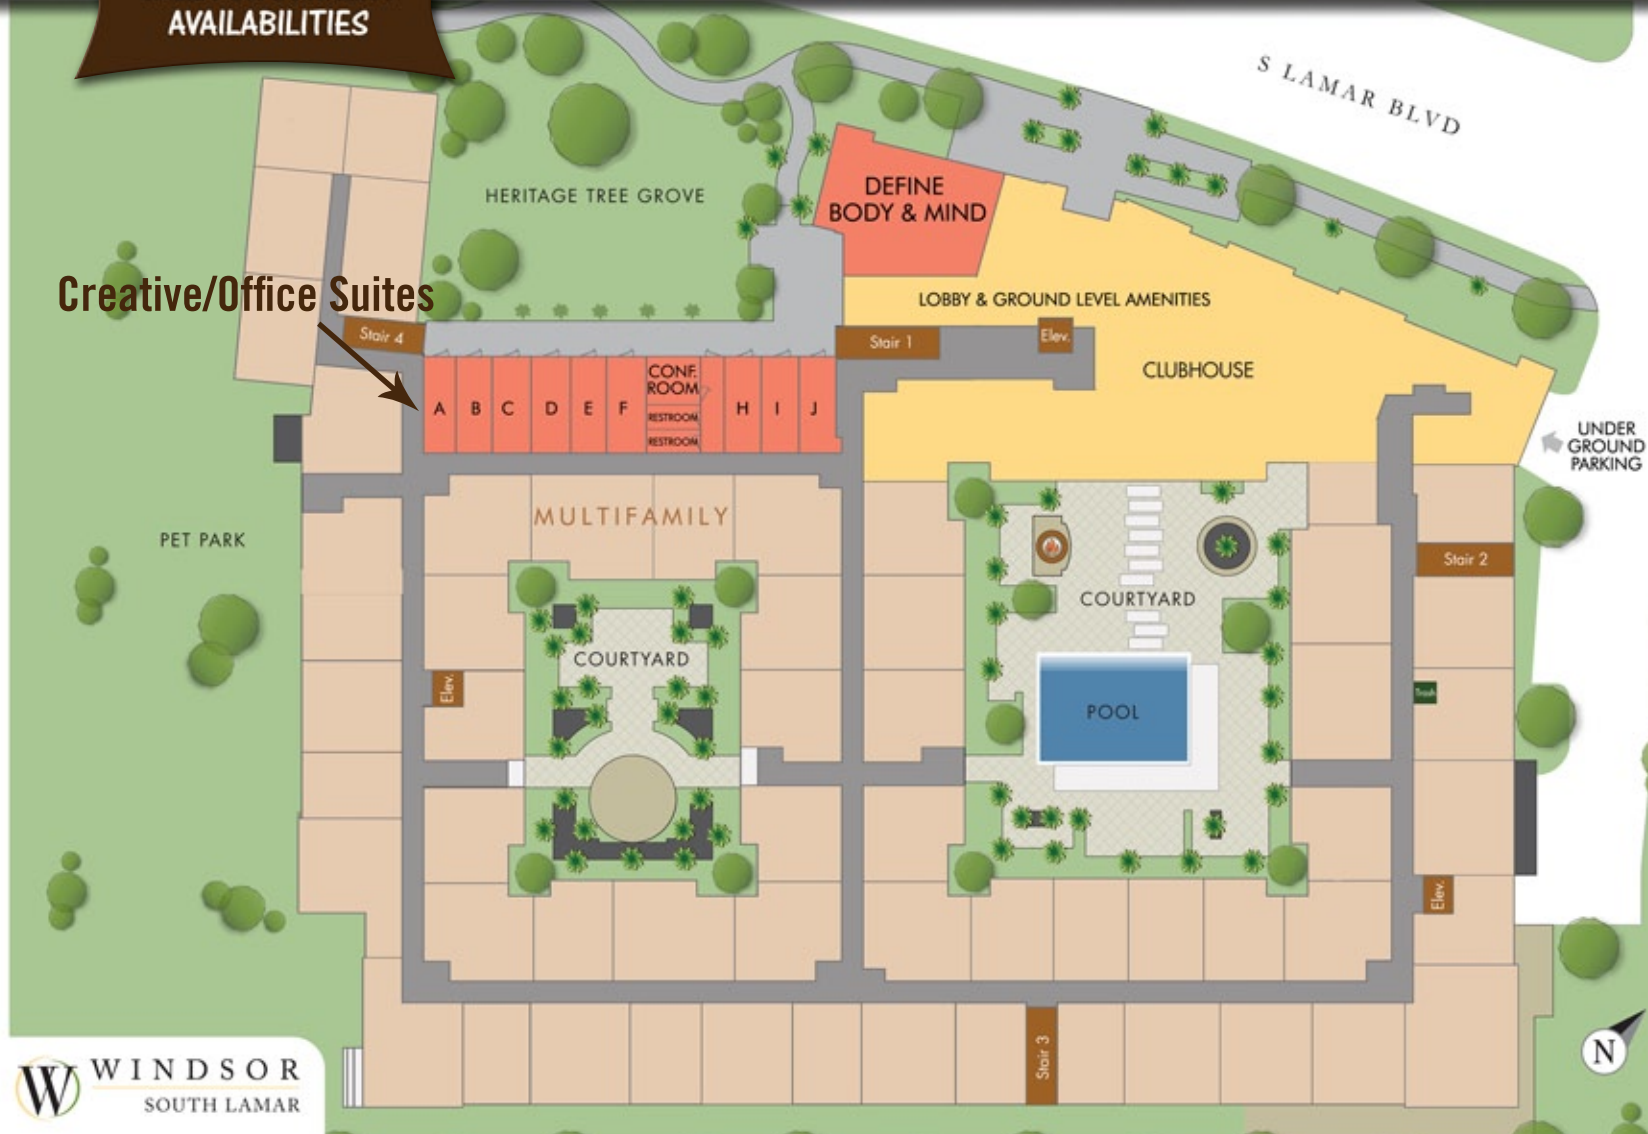 AVAILABILITIES
S LAMAR BLVD
HERITAGE TREE GROVE
DEFINE
BODY & MIND
Creative/Office Suites
LOBBY & GROUND LEVEL AMENITIES
Stair 4
Stair 1
Elev.
CLUBHOUSE
A B C D E F
CONF.
ROOM
RESTROOM
RESTROOM
H I J
UNDER
GROUND
PARKING
MULTIFAMILY
PET PARK
Stair 2
COURTYARD
COURTYARD
Elev.
Trash
POOL
Elev.
Stair 3
N
W WINDSOR
SOUTH LAMAR